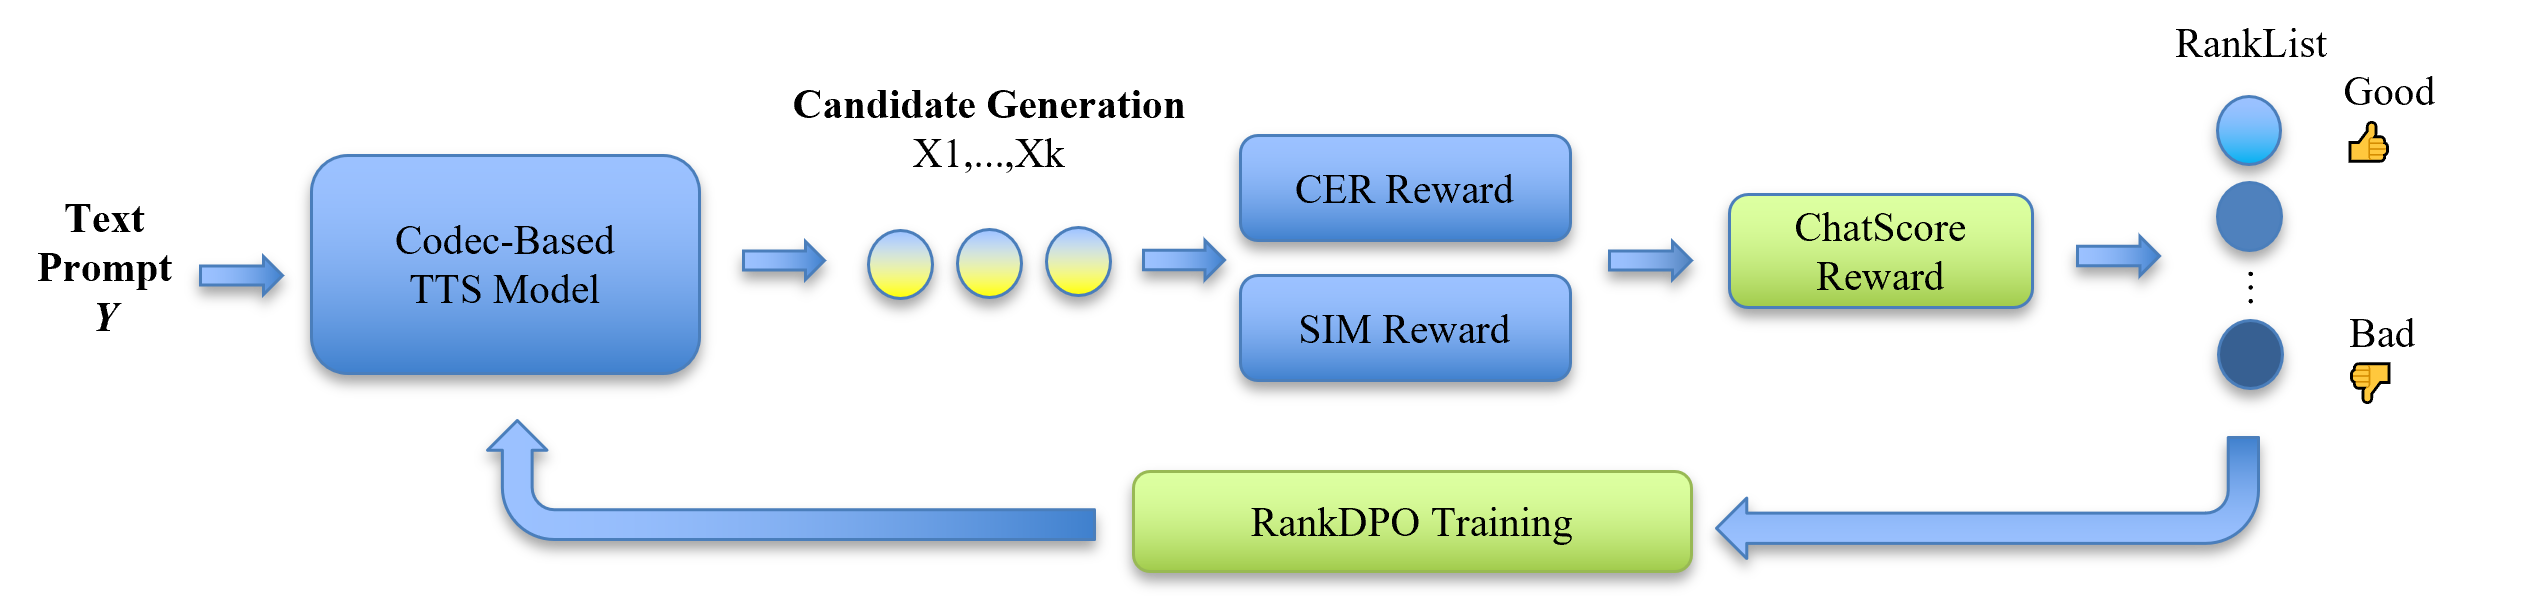 Text
Prompt
Y
Codec-Based
TTS Model
Candidate Generation
X1,...,Xk
CER Reward
SIM Reward
ChatScore
Reward
RankList
Good
Bad
RankDPO Training